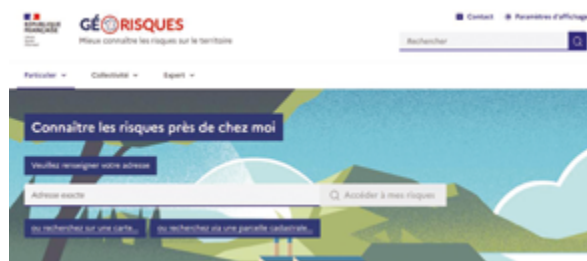 RÉPUBLIQUE
FRANÇAISE
GÉORISQUES
Mieux connaître les risques sur le territoire
Contact
Paramètres d'affichage
Rechercher
Particulier
Collectivité
Expert
Connaître les risques près de chez moi
Veuillez renseigner votre adresse
Adresse exacte
Accéder à mes risques
ou recherchez sur une carte...
ou recherchez via une parcelle cadastrale...